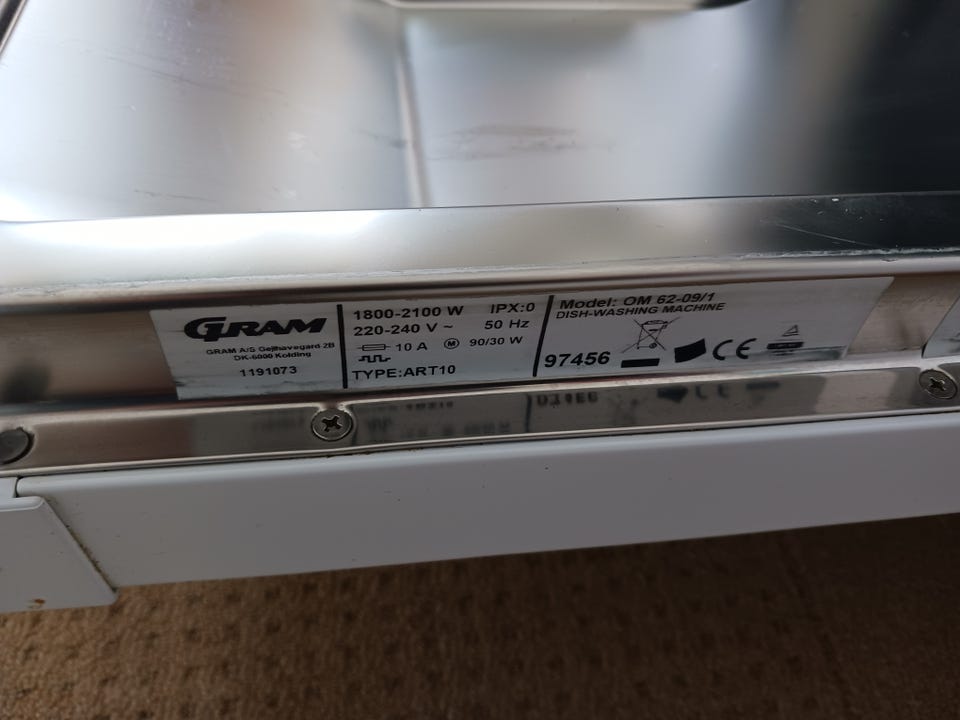 GRAM
GRAM A/S Gejlhavegard 2B
DK-6000 Kolding
1191073
1800-2100 W IPX:0
220-240 V ~ 50 Hz
10 A M 90/30 W
TYPE:ART10
Model: OM 62-09/1
DISH-WASHING MACHINE
97456
CE